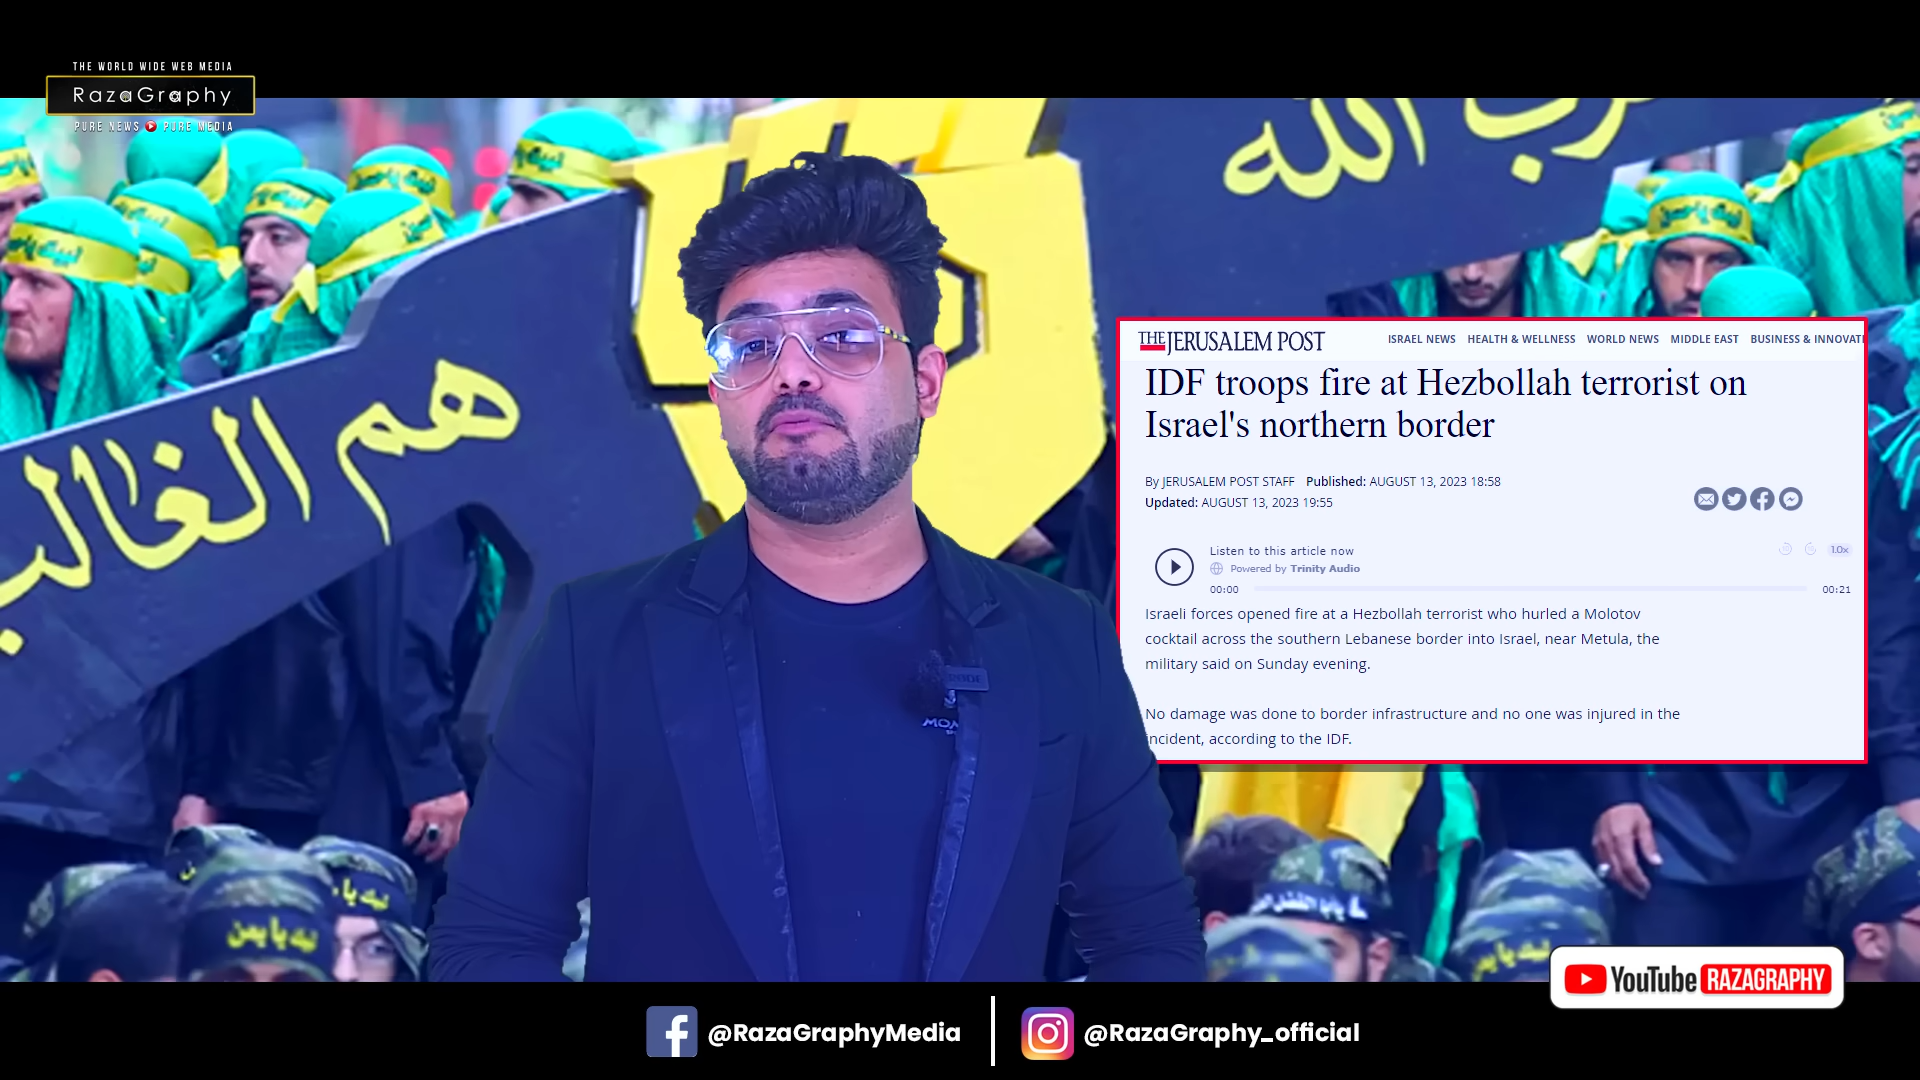 THE WORLD WIDE WEB MEDIA
RazaGraphy
PURE NEWS PURE MEDIA
حزب الله
هم الغالبون
THE JERUSALEM POST
ISRAEL NEWS HEALTH & WELLNESS WORLD NEWS MIDDLE EAST BUSINESS & INNOVATI
IDF troops fire at Hezbollah terrorist on
Israel's northern border
By JERUSALEM POST STAFF Published: AUGUST 13, 2023 18:58
Updated: AUGUST 13, 2023 19:55
Listen to this article now
1.0x
Powered by Trinity Audio
00:00
00:21
Israeli forces opened fire at a Hezbollah terrorist who hurled a Molotov
cocktail across the southern Lebanese border into Israel, near Metula, the
military said on Sunday evening.
No damage was done to border infrastructure and no one was injured in the
incident, according to the IDF.
YouTube RAZAGRAPHY
@RazaGraphyMedia
@RazaGraphy_official